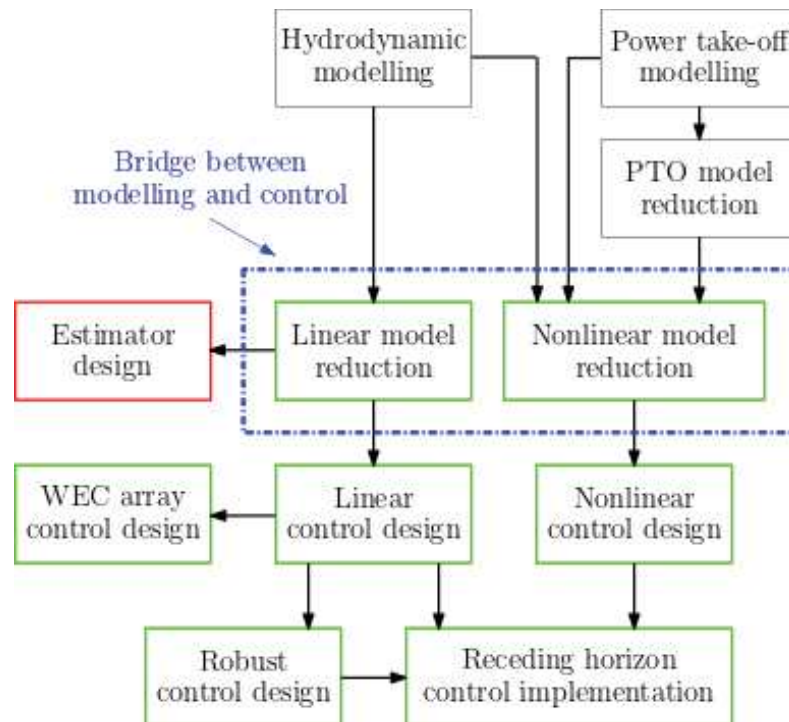 Hydrodynamic
modelling
Power take-off
modelling
Bridge between
modelling and control
PTO model
reduction
Estimator
design
Linear model
reduction
Nonlinear model
reduction
WEC array
control design
Linear
control design
Nonlinear
control design
Robust
control design
Receding horizon
control implementation